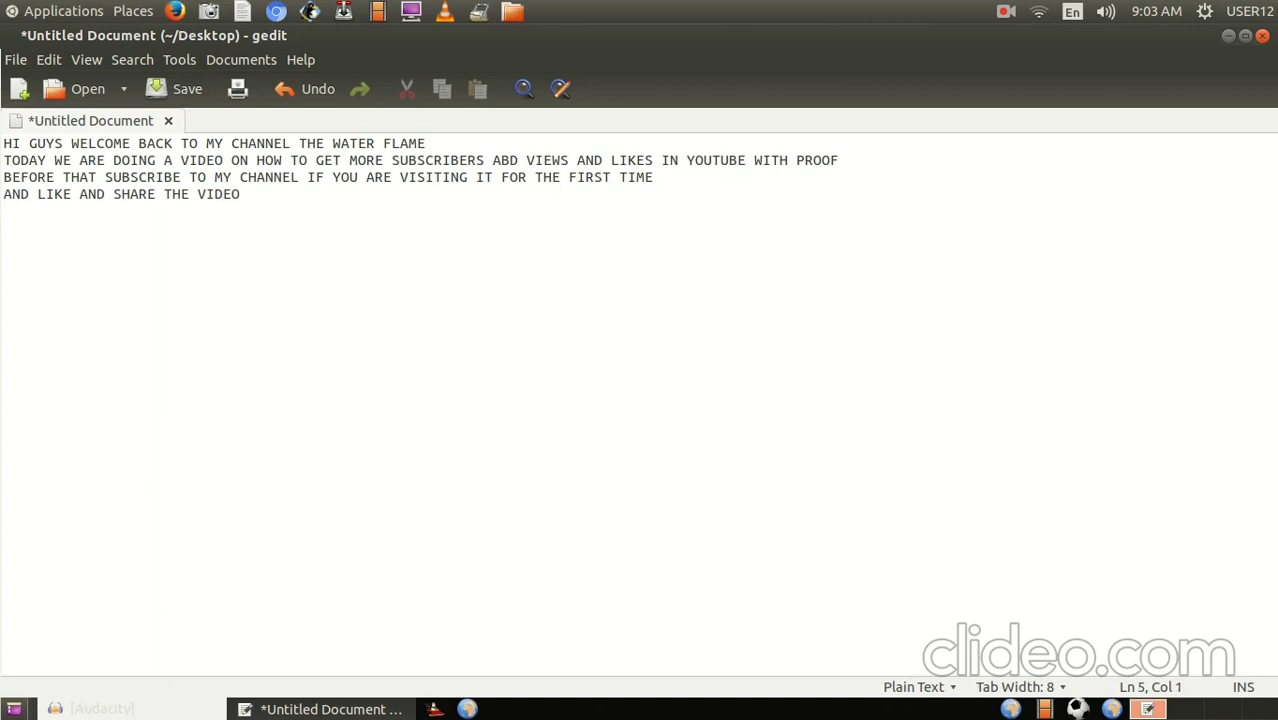 Applications Places En 9:03 AM USER12
*Untitled Document (~/Desktop) - gedit
File Edit View Search Tools Documents Help
Open Save Undo
*Untitled Document
HI GUYS WELCOME BACK TO MY CHANNEL THE WATER FLAME
TODAY WE ARE DOING A VIDEO ON HOW TO GET MORE SUBSCRIBERS ABD VIEWS AND LIKES IN YOUTUBE WITH PROOF
BEFORE THAT SUBSCRIBE TO MY CHANNEL IF YOU ARE VISITING IT FOR THE FIRST TIME
AND LIKE AND SHARE THE VIDEO
clideo.com
Plain Text Tab Width: 8 Ln 5, Col 1 INS
[Audacity] *Untitled Document ...